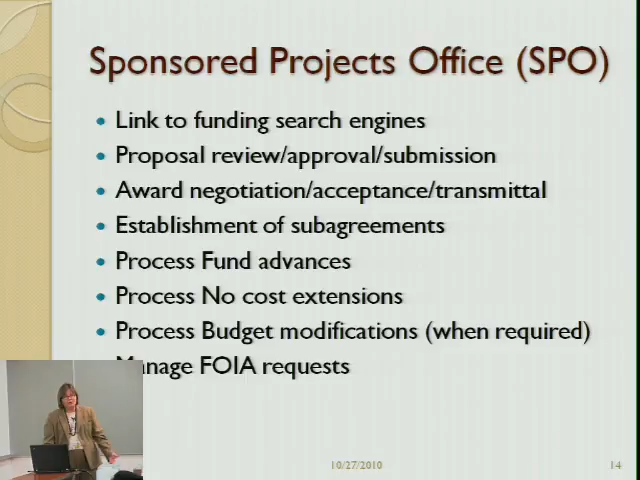 Sponsored Projects Office (SPO)
Link to funding search engines
Proposal review/approval/submission
Award negotiation/acceptance/transmittal
Establishment of subagreements
Process Fund advances
Process No cost extensions
Process Budget modifications (when required)
Manage FOIA requests
10/27/2010
14